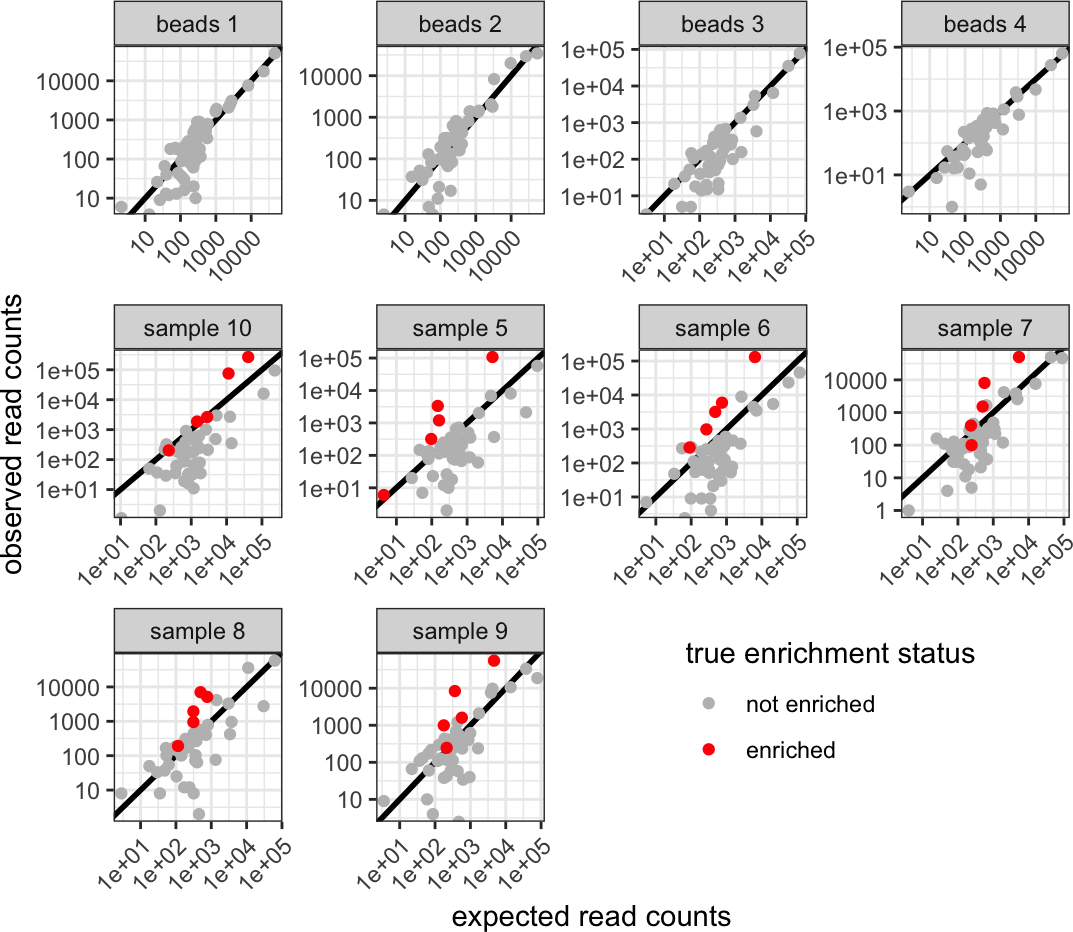 beads 1
beads 2
beads 3
beads 4
10000
1000
100
10
10000
1000
100
10
1e+05
1e+04
1e+03
1e+02
1e+01
1e+05
1e+03
1e+01
10
100
1000
10000
10
100
1000
10000
1e+01
1e+02
1e+03
1e+04
1e+05
10
100
1000
10000
observed read counts
sample 10
sample 5
sample 6
sample 7
1e+05
1e+04
1e+03
1e+02
1e+01
1e+05
1e+04
1e+03
1e+02
1e+01
1e+05
1e+04
1e+03
1e+02
1e+01
10000
1000
100
10
1
1e+01
1e+02
1e+03
1e+04
1e+05
1e+01
1e+02
1e+03
1e+04
1e+05
1e+01
1e+02
1e+03
1e+04
1e+05
1e+01
1e+02
1e+03
1e+04
1e+05
sample 8
sample 9
10000
1000
100
10
10000
1000
100
10
1e+01
1e+02
1e+03
1e+04
1e+05
1e+01
1e+02
1e+03
1e+04
1e+05
true enrichment status
not enriched
enriched
expected read counts